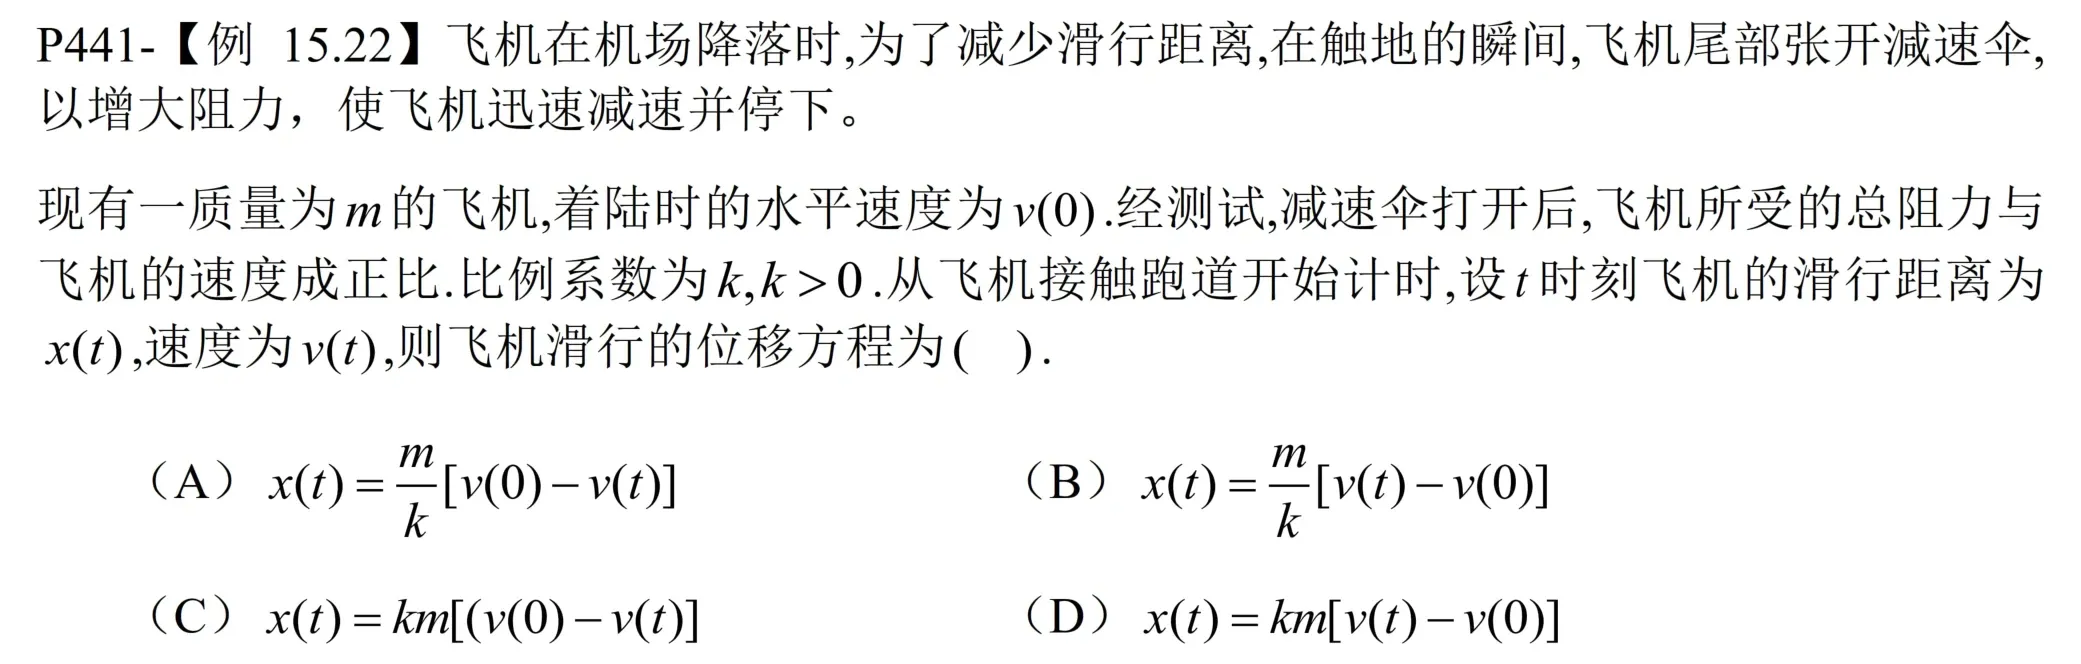 P441-【例 15.22】飞机在机场降落时,为了减少滑行距离,在触地的瞬间,飞机尾部张开减速伞,
以增大阻力，使飞机迅速减速并停下。
现有一质量为m的飞机,着陆时的水平速度为v(0).经测试,减速伞打开后,飞机所受的总阻力与
飞机的速度成正比.比例系数为k,k>0.从飞机接触跑道开始计时,设t时刻飞机的滑行距离为
x(t),速度为v(t),则飞机滑行的位移方程为( ).
（A）x(t)=\frac{m}{k}[v(0)-v(t)] （B）x(t)=\frac{m}{k}[v(t)-v(0)]
（C）x(t)=km[(v(0)-v(t)] （D）x(t)=km[v(t)-v(0)]